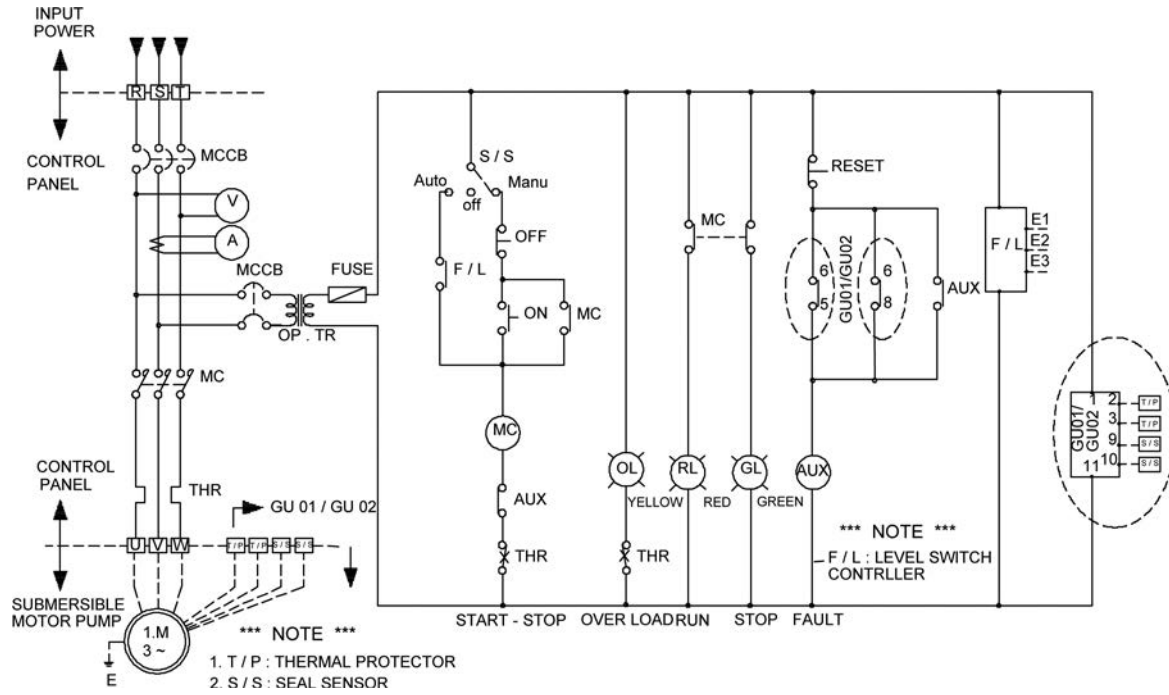 INPUT
POWER
R S T
CONTROL
PANEL
MCCB
V
A
MCCB
FUSE
OP . TR
MC
CONTROL
PANEL
THR
GU 01 / GU 02
U V W
T / P T / P S / S S / S
SUBMERSIBLE
MOTOR PUMP
1.M
3 ~
E
*** NOTE ***
1. T / P : THERMAL PROTECTOR
2. S / S : SEAL SENSOR
S / S
Auto
off
Manu
OFF
F / L
ON
MC
MC
AUX
THR
START - STOP
OL
YELLOW
THR
OVER LOAD
MC
RL
RED
RUN
GL
GREEN
STOP
RESET
6
5
GU01/GU02
6
8
AUX
AUX
FAULT
*** NOTE ***
F / L : LEVEL SWITCH
CONTRLLER
F / L
E1
E2
E3
GU01/
GU02
1
2 T / P
3 T / P
9 S / S
10 S / S
11